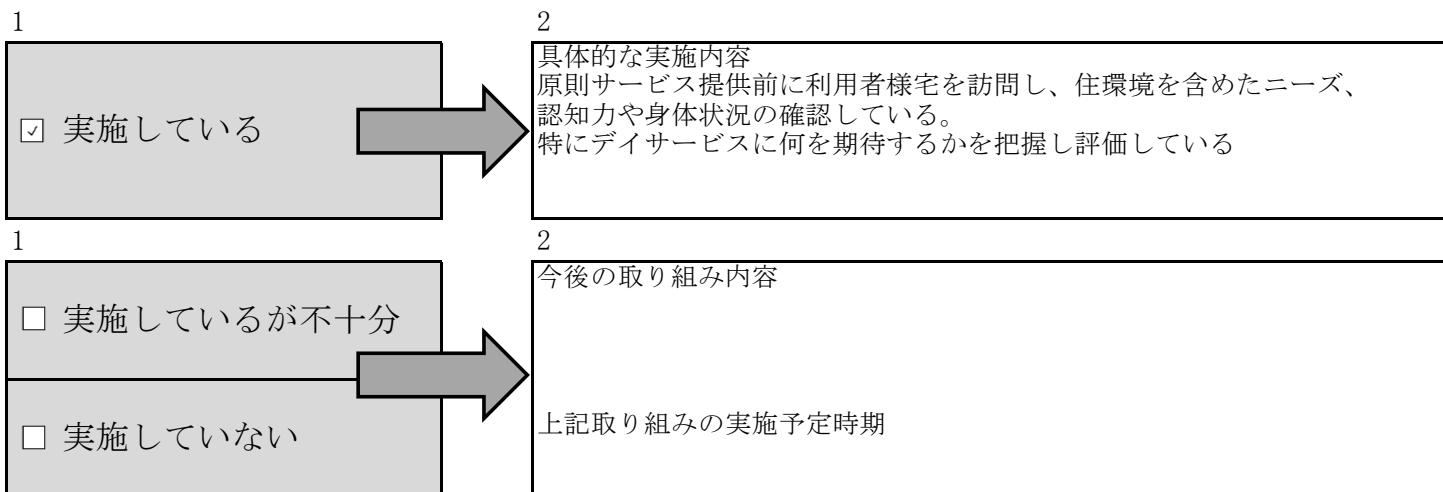 1
2
☑ 実施している
具体的な実施内容
原則サービス提供前に利用者様宅を訪問し、住環境を含めたニーズ、
認知力や身体状況の確認している。
特にデイサービスに何を期待するかを把握し評価している
1
2
☐ 実施しているが不十分
☐ 実施していない
今後の取り組み内容
上記取り組みの実施予定時期